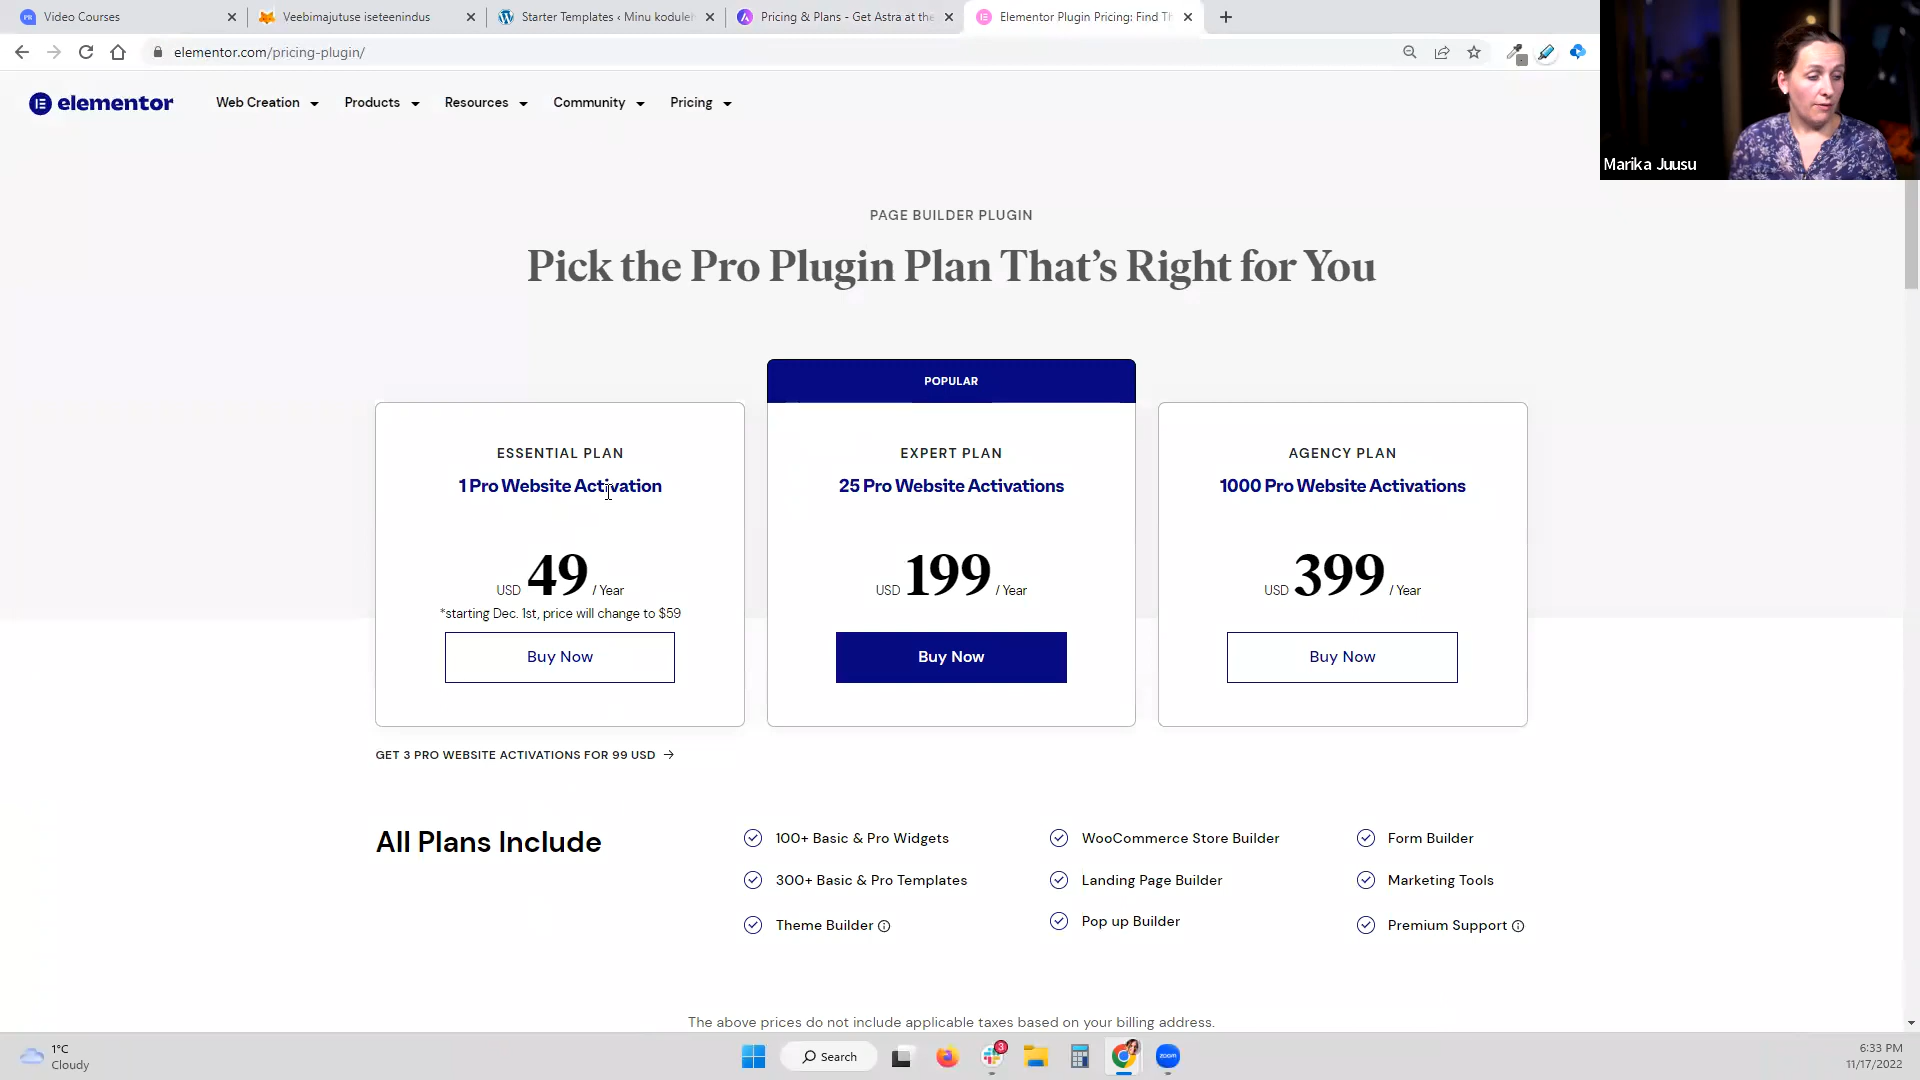 Video Courses
Veebimajutuse iseteenindus
Starter Templates ‹ Minu koduleh
Pricing & Plans - Get Astra at the
Elementor Plugin Pricing: Find Th
elementor.com/pricing-plugin/
elementor
Web Creation
Products
Resources
Community
Pricing
Marika Juusu
PAGE BUILDER PLUGIN
Pick the Pro Plugin Plan That's Right for You
POPULAR
ESSENTIAL PLAN
1 Pro Website Activation
USD 49 / Year
*starting Dec. 1st, price will change to $59
Buy Now
EXPERT PLAN
25 Pro Website Activations
USD 199 / Year
Buy Now
AGENCY PLAN
1000 Pro Website Activations
USD 399 / Year
Buy Now
GET 3 PRO WEBSITE ACTIVATIONS FOR 99 USD →
All Plans Include
100+ Basic & Pro Widgets
300+ Basic & Pro Templates
Theme Builder
WooCommerce Store Builder
Landing Page Builder
Pop up Builder
Form Builder
Marketing Tools
Premium Support
The above prices do not include applicable taxes based on your billing address.
1°C
Cloudy
Search
3
zoom
6:33 PM
11/17/2022